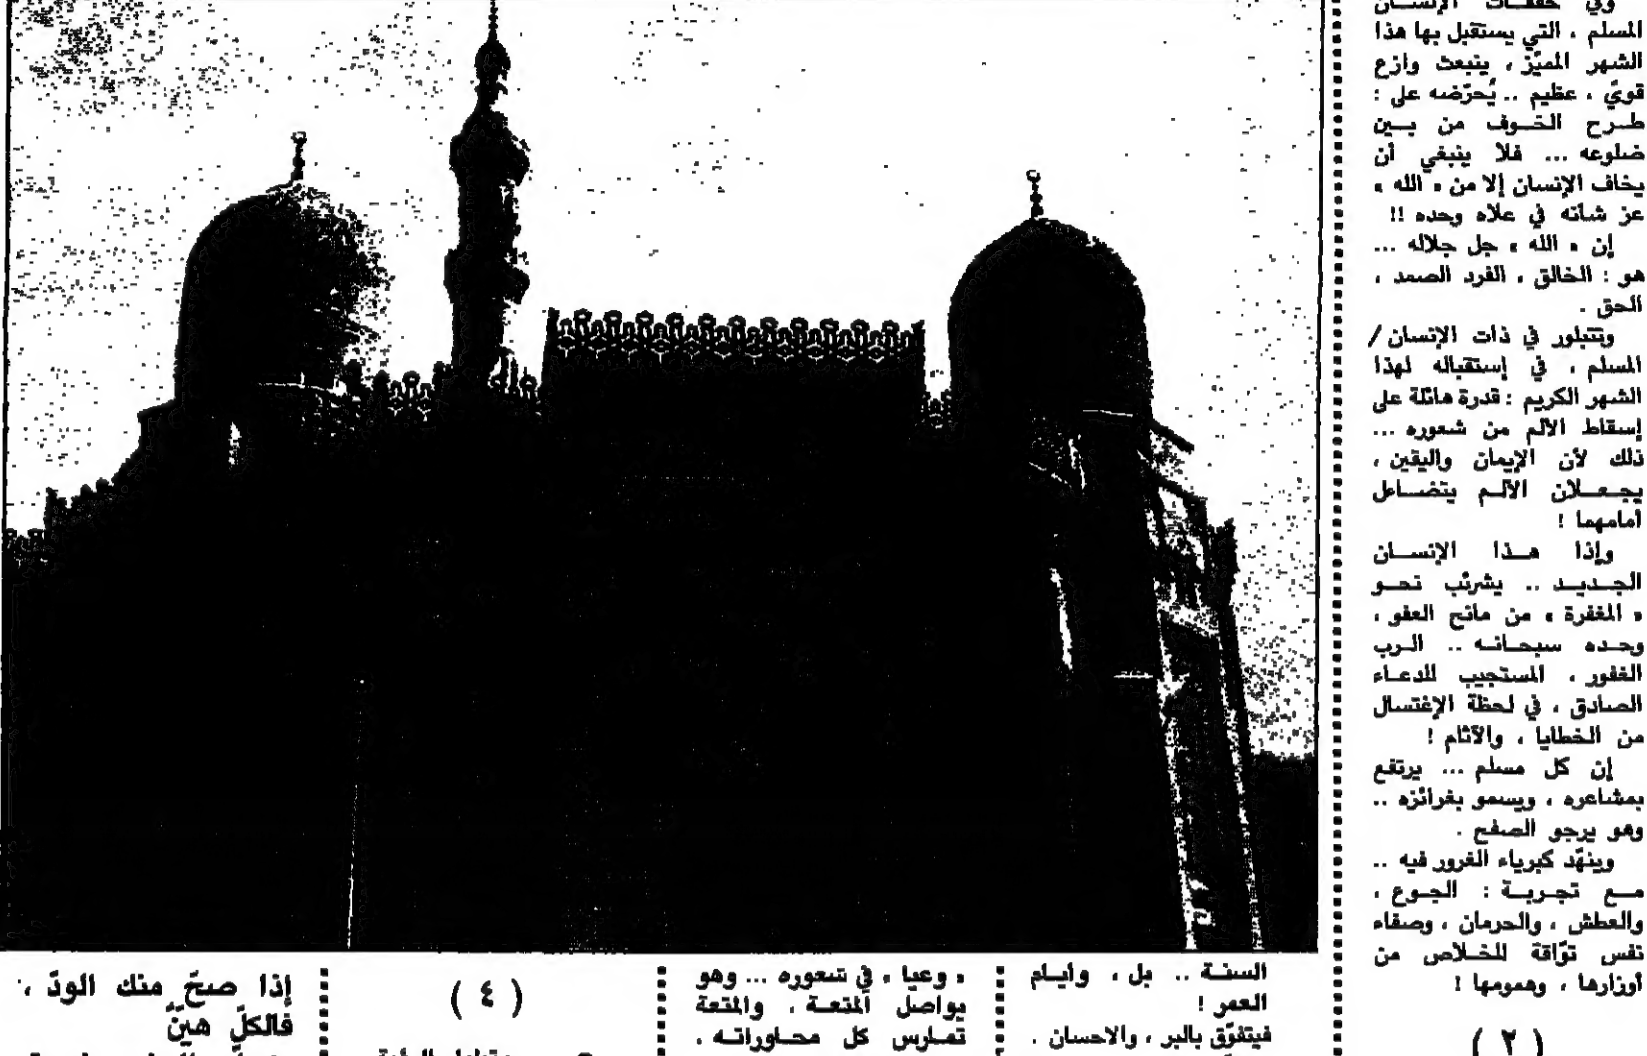 وفي خفقات الإنسان
المسلم ، التي يستقبل بها هذا
الشهر المميّز ، ينبعث وازع
قويّ ، عظيم .. يُحرّضه على :
طرح الخوف من بين
ضلوعه ... فلا ينبغي أن
يخاف الإنسان إلا من « الله »
عز شأنه في علاه وحده !!
إن « الله » جل جلاله ...
هو : الخالق ، الفرد الصمد ،
الحق .
وتتبلور في ذات الإنسان /
المسلم ، في إستقباله لهذا
الشهر الكريم : قدرة هائلة على
إسقاط الألم من شعوره ...
ذلك لأن الإيمان واليقين ،
يجعلان الألم يتضاءل
أمامهما !
وإذا هذا الإنسان
الجديد .. يشرئب نحو
« المغفرة » من مانح العفو ،
وحده سبحانه .. الرب
الغفور ، المستجيب للدعاء
الصادق ، في لحظة الإغتسال
من الخطايا ، والآثام !
إن كل مسلم ... يرتفع
بمشاعره ، ويسمو بغرائزه ..
وهو يرجو الصفح .
وينهّد كبرياء الغرور فيه ..
مع تجربة : الجوع ،
والعطش ، والحرمان ، وصفاء
نفس توّاقة للخلاص من
أوزارها ، وهمومها !
( ٢ )
السنة .. بل ، وأيام
العمر !
فيتفوّق بالبر ، والاحسان .
« وعيا » في شعوره ... وهو
يواصل المتعة ، والمتعة
تمارس كل محاوراته .
( ٤ )
إذا صحّ منك الودّ ،
فالكلّ هيّنٌ